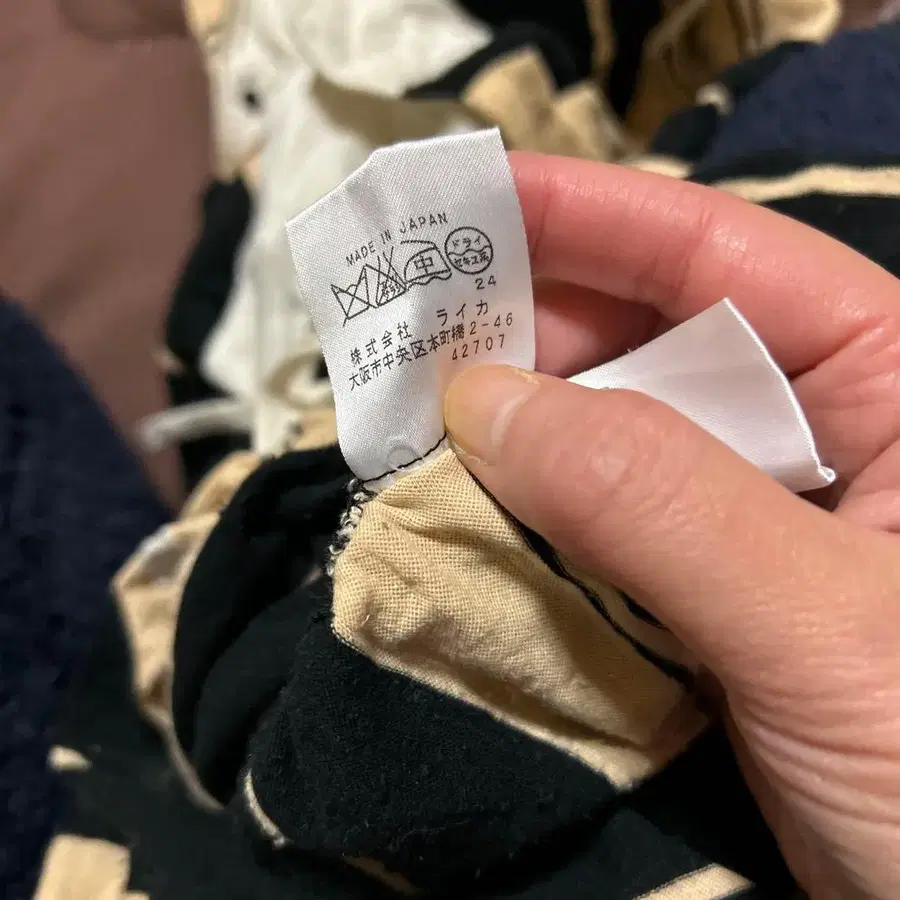 MADE IN JAPAN
中
ドライ
セキユ系
24
株式会社 ライカ
大阪市中央区本町橋2-46
42707